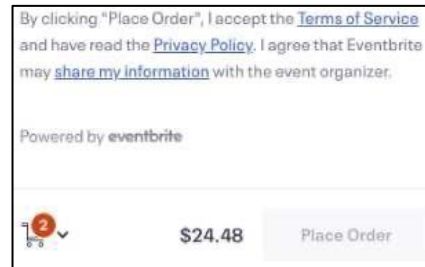 By clicking "Place Order", I accept the Terms of Service
and have read the Privacy Policy. I agree that Eventbrite
may share my information with the event organizer.
Powered by eventbrite
2 $24.48 Place Order